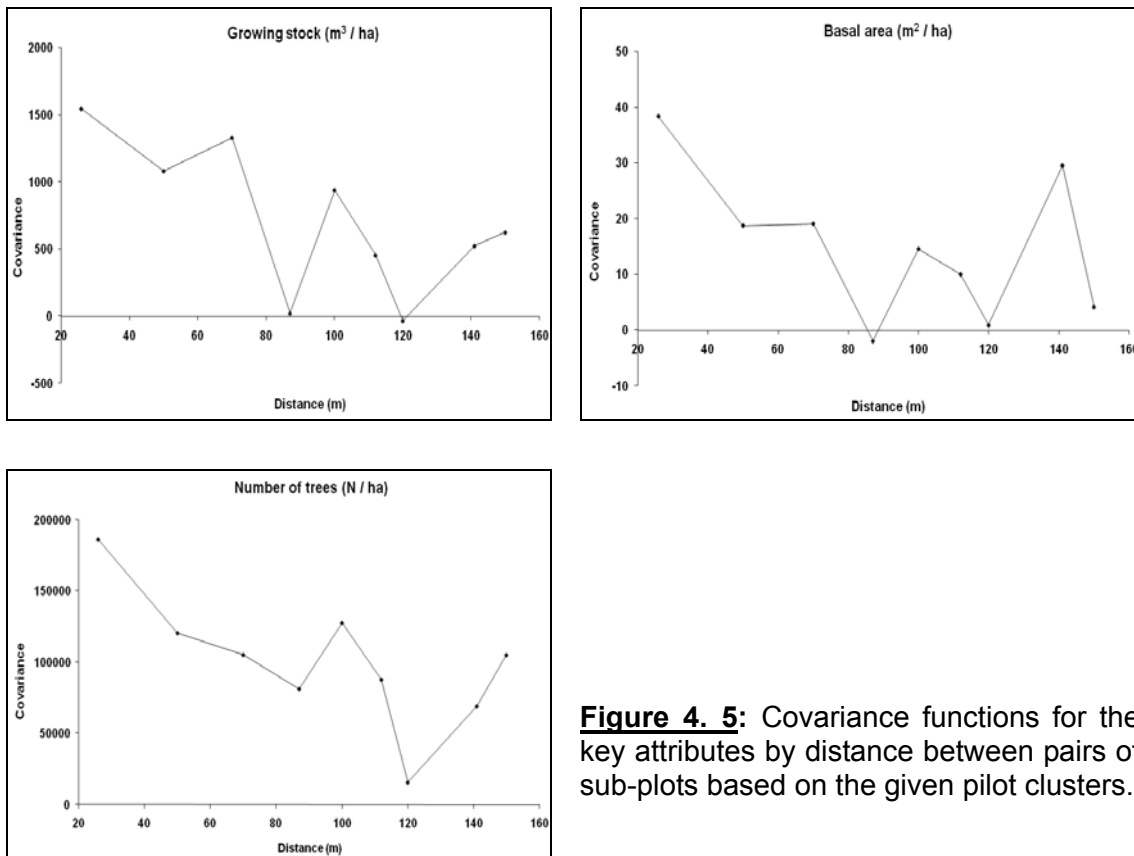 Growing stock (m³ / ha)
2000
1500
1000
500
0
-500
20 40 60 80 100 120 140 160
Covariance
Distance (m)
Basal area (m² / ha)
50
40
30
20
10
0
-10
20 40 60 80 100 120 140 160
Covariance
Distance (m)
Number of trees (N / ha)
200000
150000
100000
50000
0
20 40 60 80 100 120 140 160
Covariance
Distance (m)
Figure 4. 5: Covariance functions for the
key attributes by distance between pairs of
sub-plots based on the given pilot clusters.